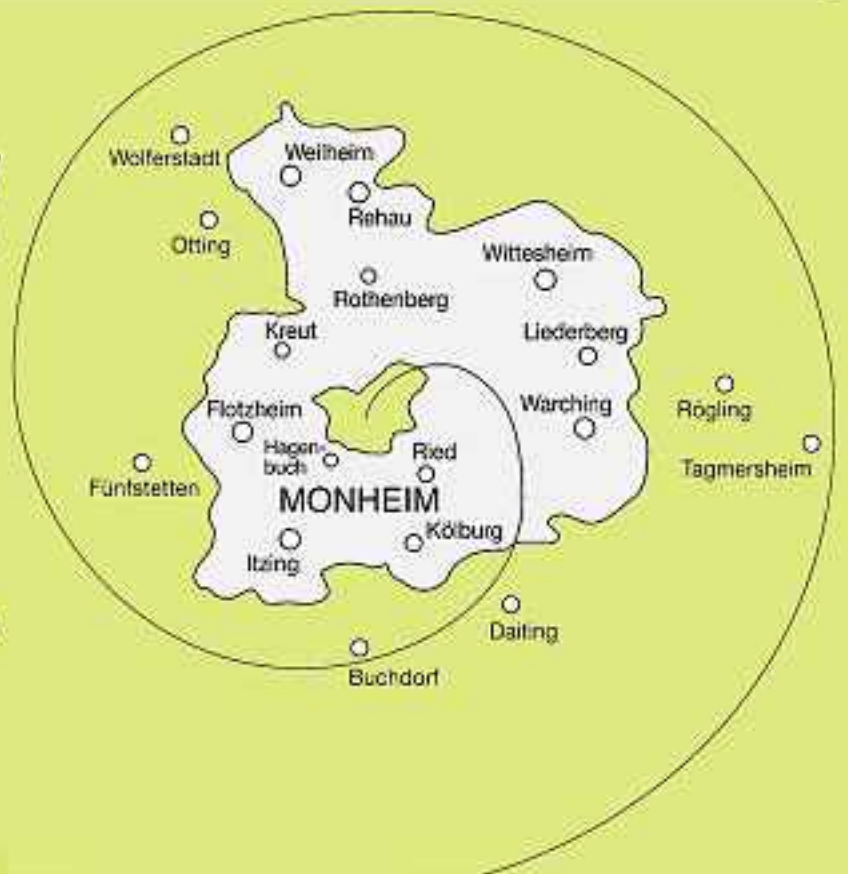 Weilheim
Wolferstadt
Rehau
Otting
Wittesheim
Rothenberg
Kreut
Liederberg
Flotzheim
Warching
Rögling
Hagen-
buch
Ried
Tagmersheim
Fünfstetten
MONHEIM
Kölburg
Itzing
Daiting
Buchdorf